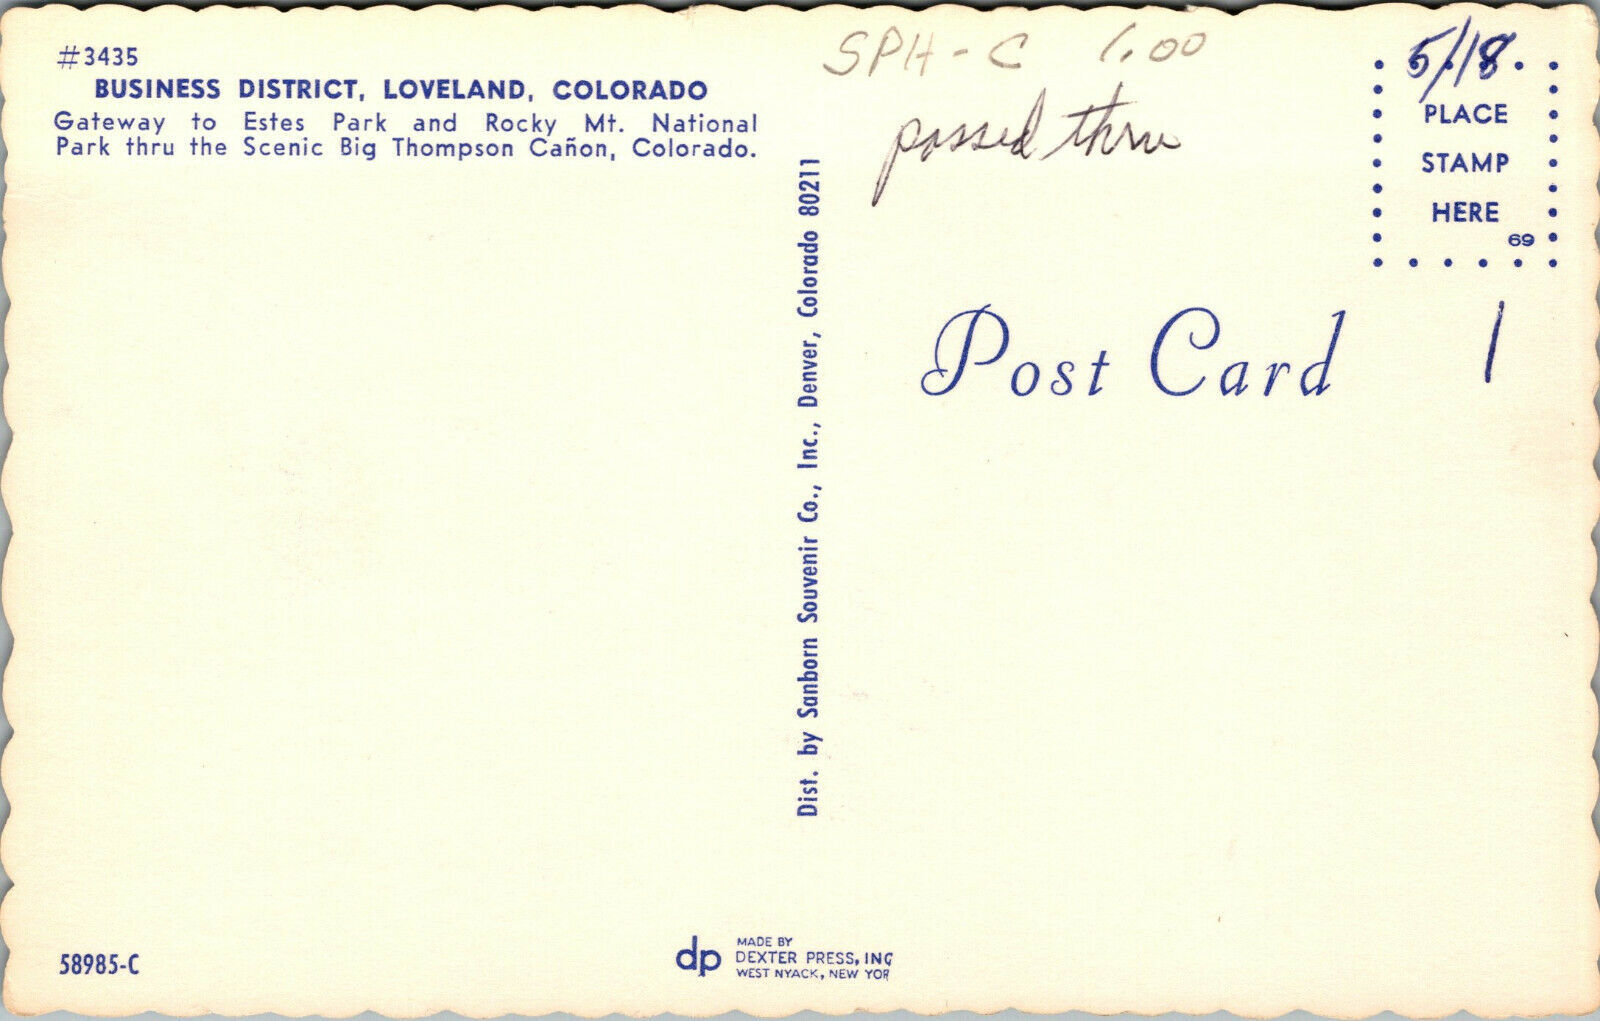 #3435
BUSINESS DISTRICT, LOVELAND, COLORADO
Gateway to Estes Park and Rocky Mt. National
Park thru the Scenic Big Thompson Cañon, Colorado.
SPH-C 1.00
passed thru
5/18
PLACE
STAMP
HERE
69
Dist. by Sanborn Souvenir Co., Inc., Denver, Colorado 80211
Post Card
1
58985-C
dp
MADE BY
DEXTER PRESS, INC
WEST NYACK, NEW YOR